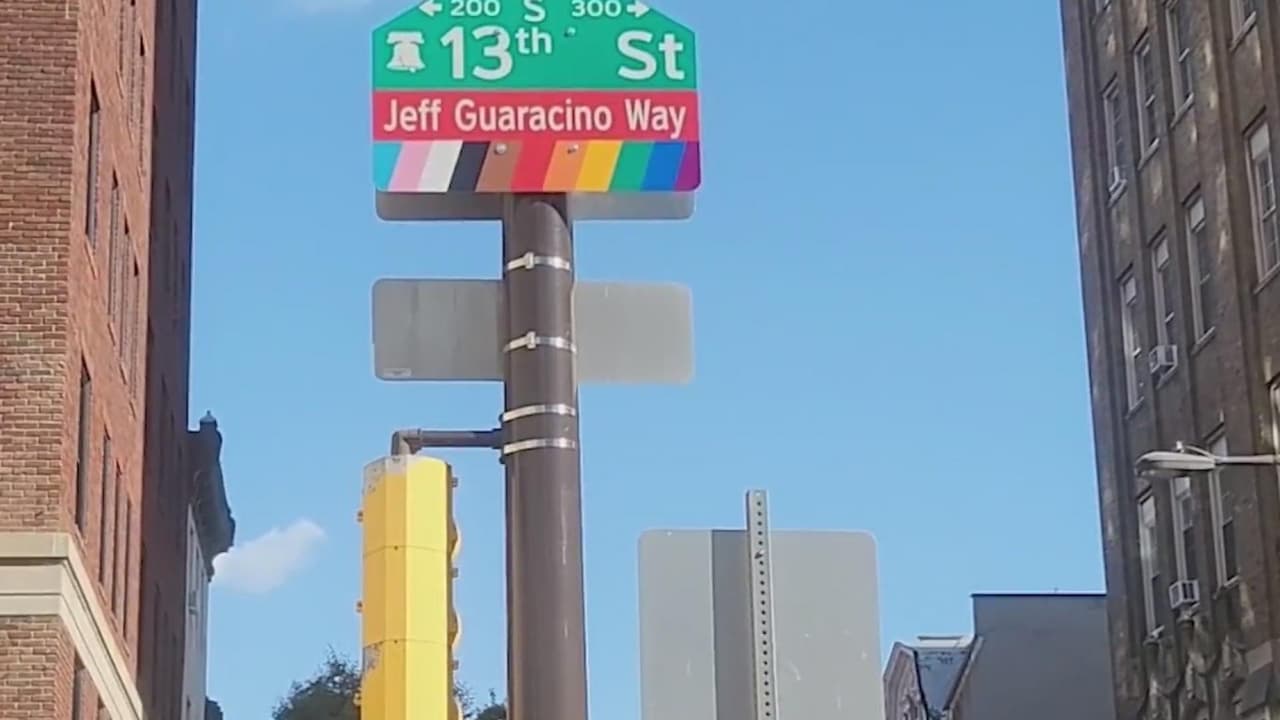 ← 200 S 300 →
13th St
Jeff Guaracino Way